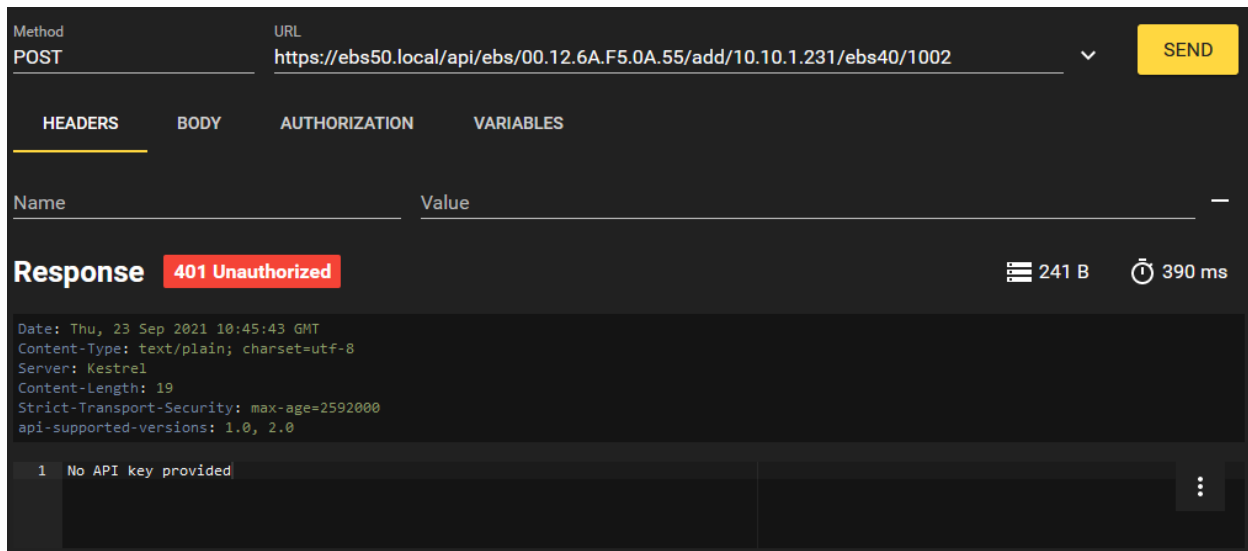 Method URL
POST https://ebs50.local/api/ebs/00.12.6A.F5.0A.55/add/10.10.1.231/ebs40/1002 SEND
HEADERS BODY AUTHORIZATION VARIABLES
Name Value
Response 401 Unauthorized 241 B 390 ms
Date: Thu, 23 Sep 2021 10:45:43 GMT
Content-Type: text/plain; charset=utf-8
Server: Kestrel
Content-Length: 19
Strict-Transport-Security: max-age=2592000
api-supported-versions: 1.0, 2.0
1 No API key provided